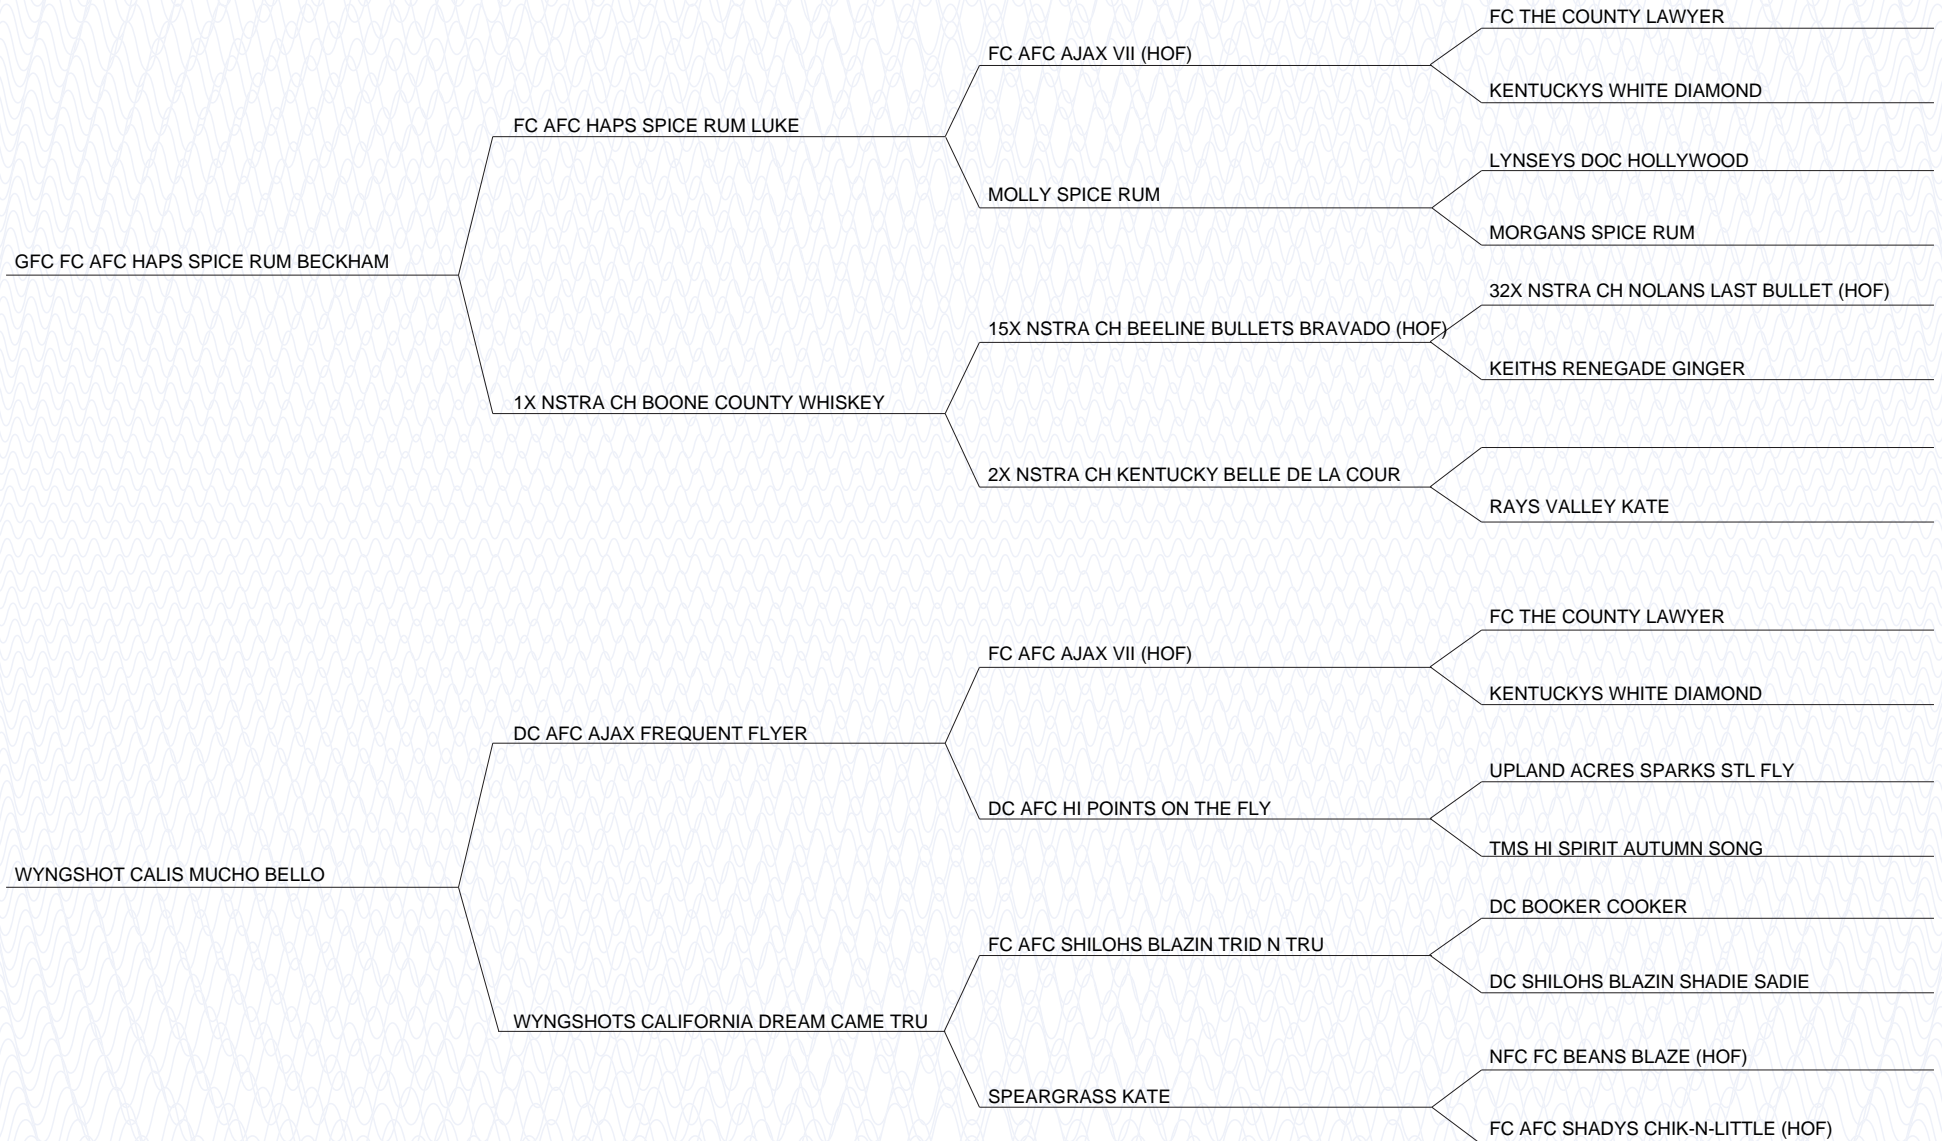 FC THE COUNTY LAWYER
FC AFC AJAX VII (HOF)
KENTUCKYS WHITE DIAMOND
FC AFC HAPS SPICE RUM LUKE
LYNSEYS DOC HOLLYWOOD
MOLLY SPICE RUM
MORGANS SPICE RUM
GFC FC AFC HAPS SPICE RUM BECKHAM
32X NSTRA CH NOLANS LAST BULLET (HOF)
15X NSTRA CH BEELINE BULLETS BRAVADO (HOF)
KEITHS RENEGADE GINGER
1X NSTRA CH BOONE COUNTY WHISKEY
2X NSTRA CH KENTUCKY BELLE DE LA COUR
RAYS VALLEY KATE
FC THE COUNTY LAWYER
FC AFC AJAX VII (HOF)
KENTUCKYS WHITE DIAMOND
DC AFC AJAX FREQUENT FLYER
UPLAND ACRES SPARKS STL FLY
DC AFC HI POINTS ON THE FLY
TMS HI SPIRIT AUTUMN SONG
WYNGSHOT CALIS MUCHO BELLO
DC BOOKER COOKER
FC AFC SHILOHS BLAZIN TRID N TRU
DC SHILOHS BLAZIN SHADIE SADIE
WYNGSHOTS CALIFORNIA DREAM CAME TRU
NFC FC BEANS BLAZE (HOF)
SPEARGRASS KATE
FC AFC SHADYS CHIK-N-LITTLE (HOF)